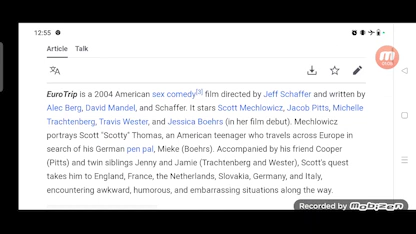 12:55
Article Talk
EuroTrip is a 2004 American sex comedy[3] film directed by Jeff Schaffer and written by
Alec Berg, David Mandel, and Schaffer. It stars Scott Mechlowicz, Jacob Pitts, Michelle
Trachtenberg, Travis Wester, and Jessica Boehrs (in her film debut). Mechlowicz
portrays Scott "Scotty" Thomas, an American teenager who travels across Europe in
search of his German pen pal, Mieke (Boehrs). Accompanied by his friend Cooper
(Pitts) and twin siblings Jenny and Jamie (Trachtenberg and Wester), Scott's quest
takes him to England, France, the Netherlands, Slovakia, Germany, and Italy,
encountering awkward, humorous, and embarrassing situations along the way.
Recorded by mobizen